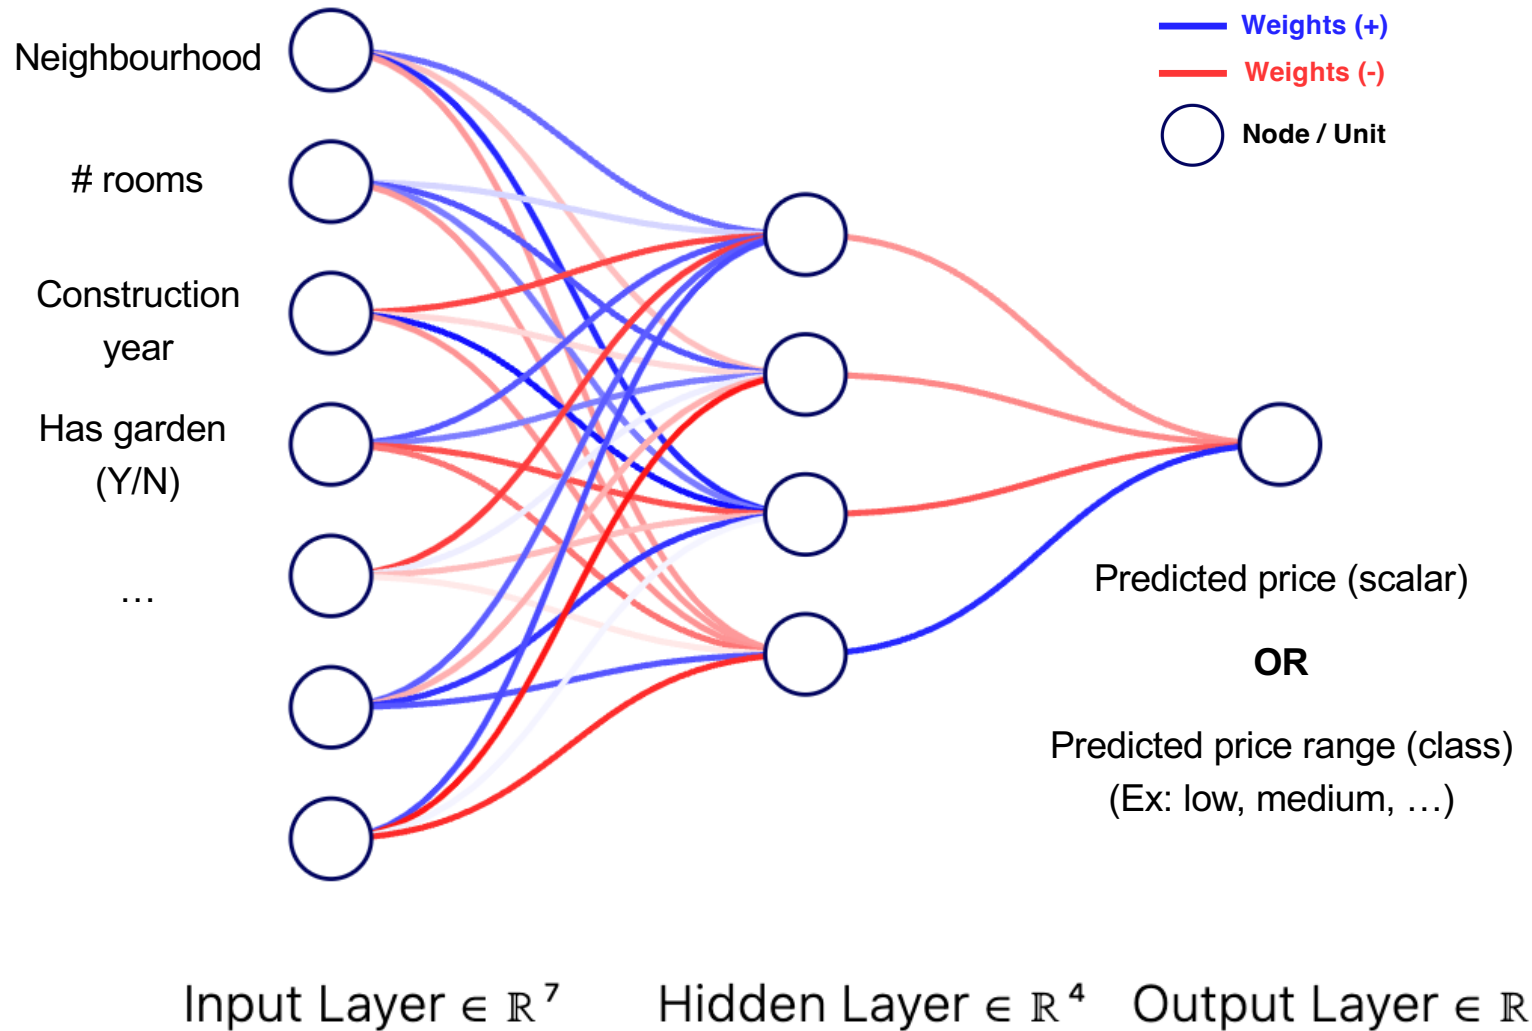 Neighbourhood
# rooms
Construction
year
Has garden
(Y/N)
...
Weights (+)
Weights (-)
Node / Unit
Predicted price (scalar)
OR
Predicted price range (class)
(Ex: low, medium, …)
Input Layer ∈ ℝ⁷
Hidden Layer ∈ ℝ⁴
Output Layer ∈ ℝ